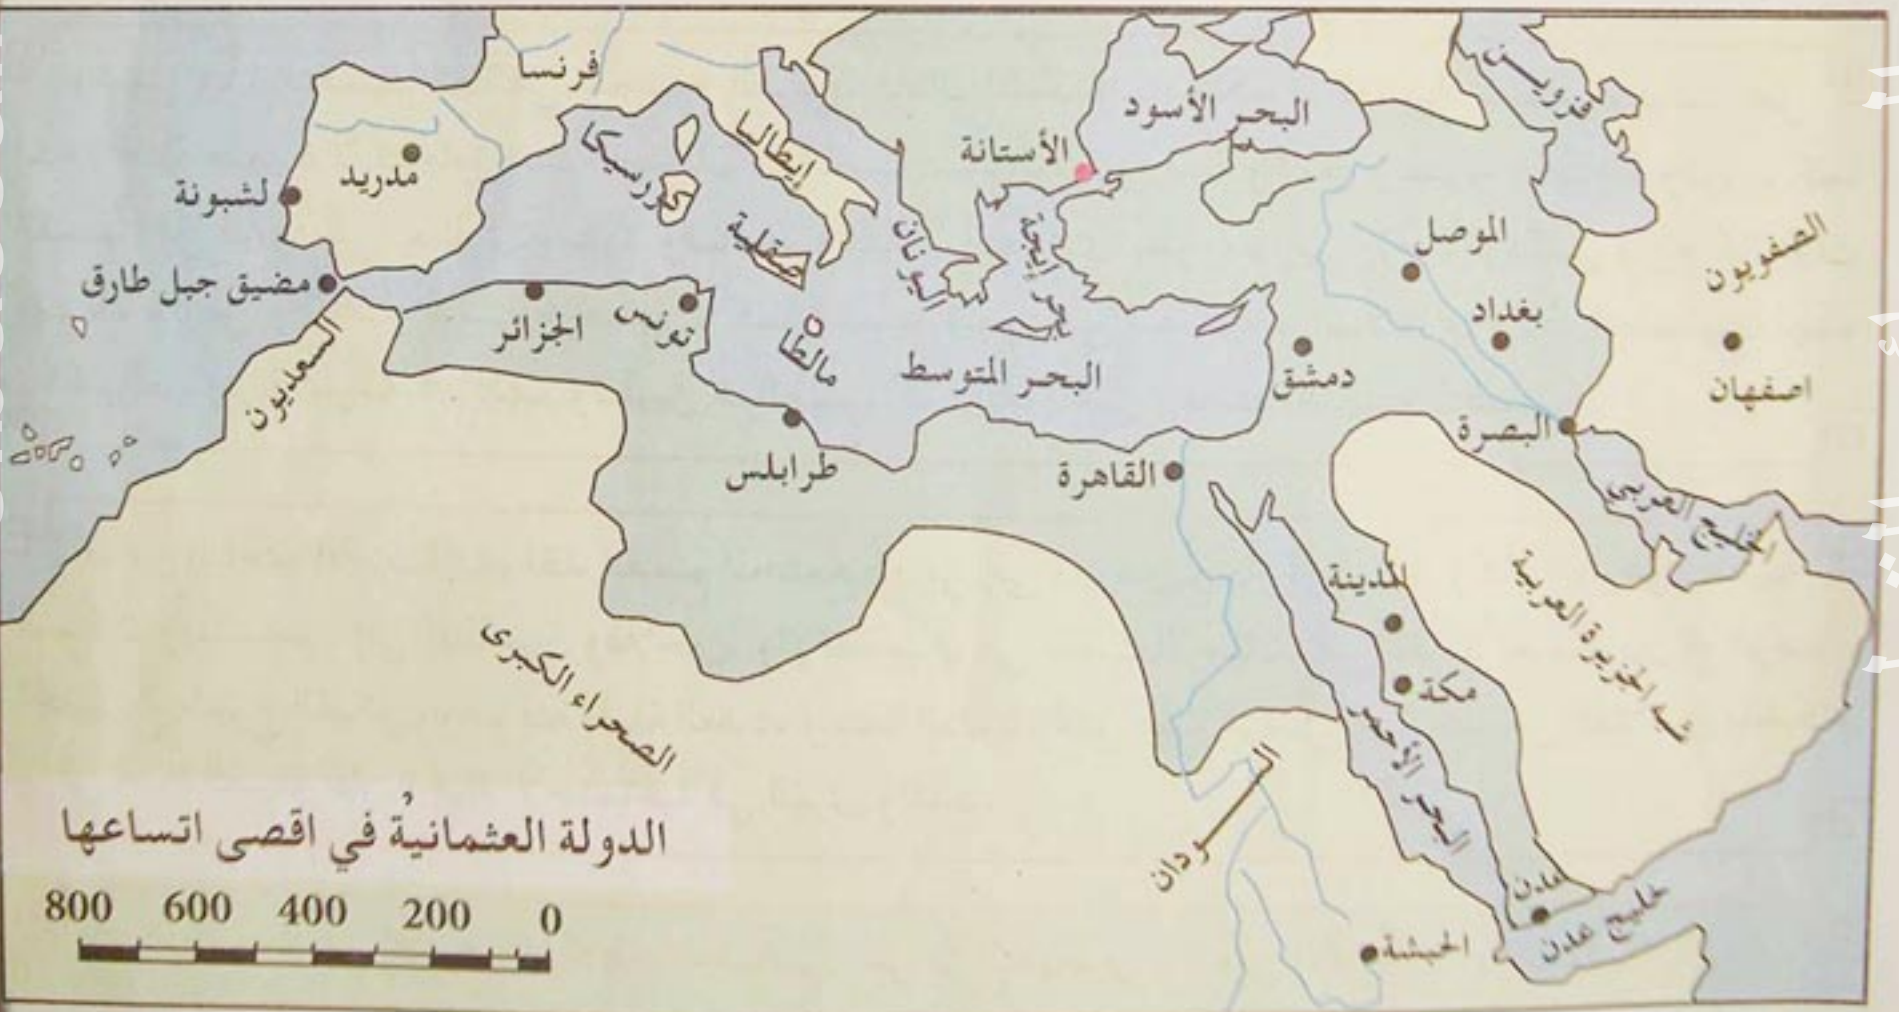 فرنسا
قزوين
البحر الأسود
إيطاليا
كورسيكا
الأستانة
مدريد
لشبونة
صقلية
اليونان
بحر إيجة
الموصل
الصفويون
مضيق جبل طارق
بغداد
تونس
الجزائر
مالطا
البحر المتوسط
دمشق
اصفهان
السعديون
البصرة
طرابلس
القاهرة
الخليج العربي
المدينة
شبه الجزيرة العربية
مكة
الصحراء الكبرى
البحر الأحمر
السودان
عدن
خليج عدن
الحبشة
الدولة العثمانية في اقصى اتساعها
800 600 400 200 0